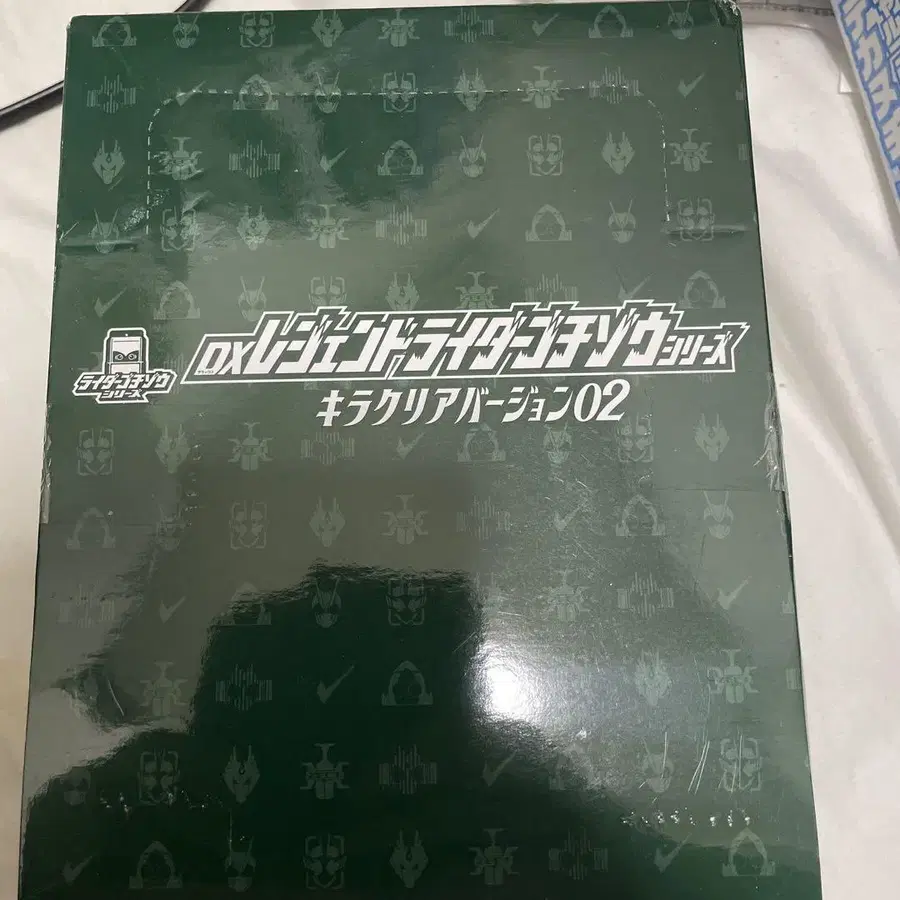 DXレジェンドライダーゴチゾウシリーズ
ライダーゴチゾウ
シリーズ
キラクリアバージョン02